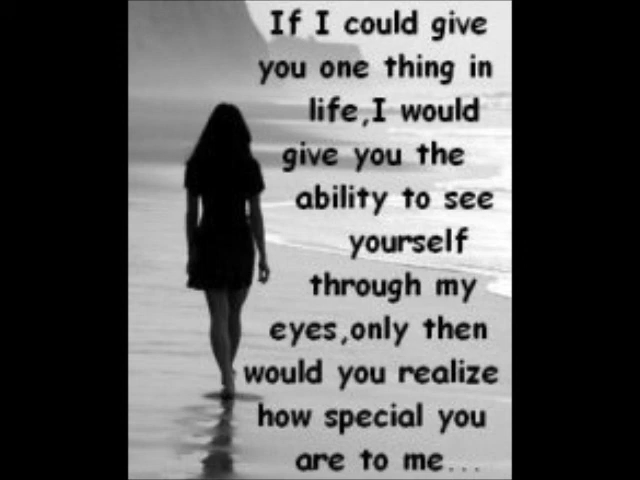 If I could give
you one thing in
life,I would
give you the
ability to see
yourself
through my
eyes,only then
would you realize
how special you
are to me...